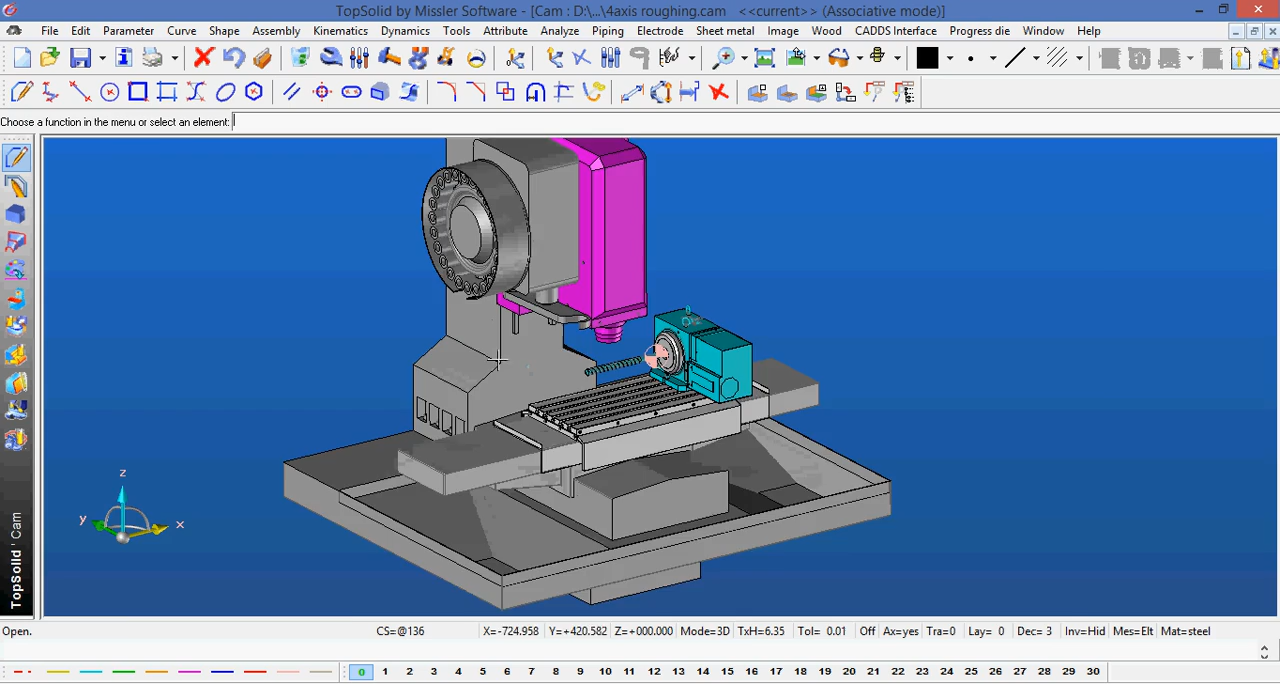 TopSolid by Missler Software - [Cam : D:\...\4axis roughing.cam   <<current>> (Associative mode)]
File Edit Parameter Curve Shape Assembly Kinematics Dynamics Tools Attribute Analyze Piping Electrode Sheet metal Image Wood CADDS Interface Progress die Window Help
Choose a function in the menu or select an element:
z
y
x
TopSolid ' Cam
Open. CS=@136 X=-724.958 Y=+420.582 Z=+000.000 Mode=3D TxH=6.35 Tol= 0.01 Off Ax=yes Tra=0 Lay= 0 Dec= 3 Inv=Hid Mes=Elt Mat=steel
0 1 2 3 4 5 6 7 8 9 10 11 12 13 14 15 16 17 18 19 20 21 22 23 24 25 26 27 28 29 30